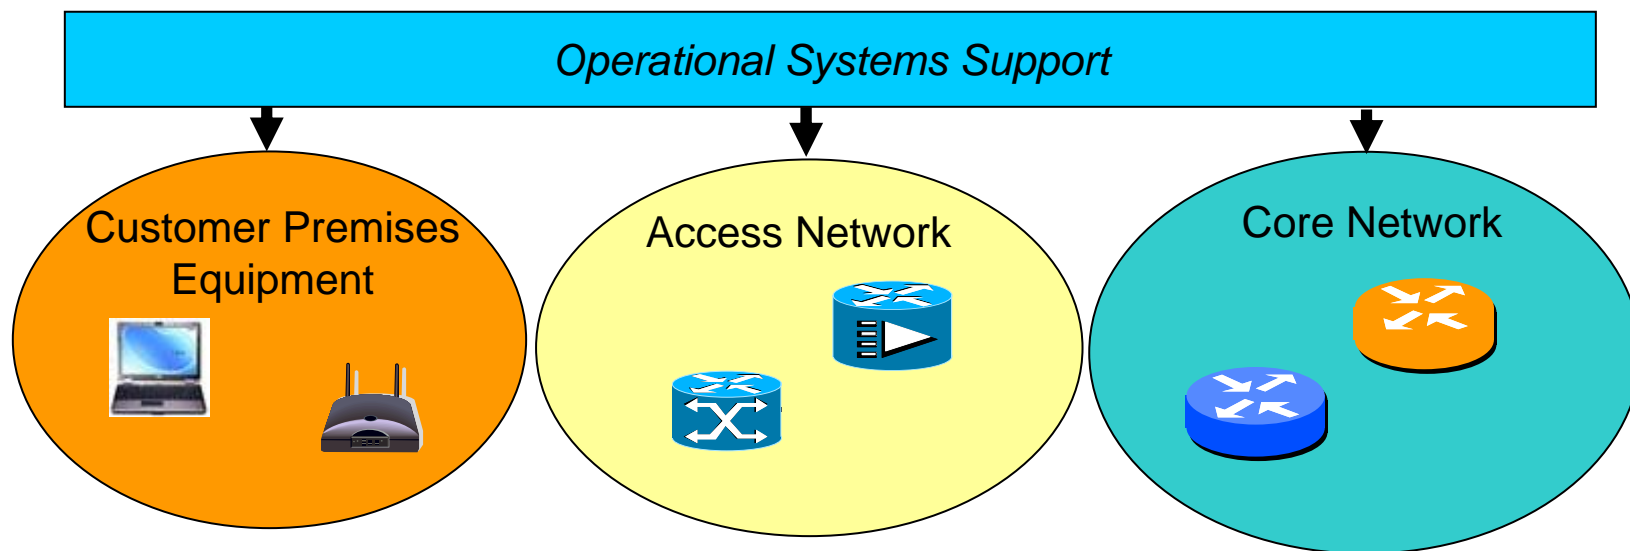 Operational Systems Support
Customer Premises
Equipment
Access Network
Core Network